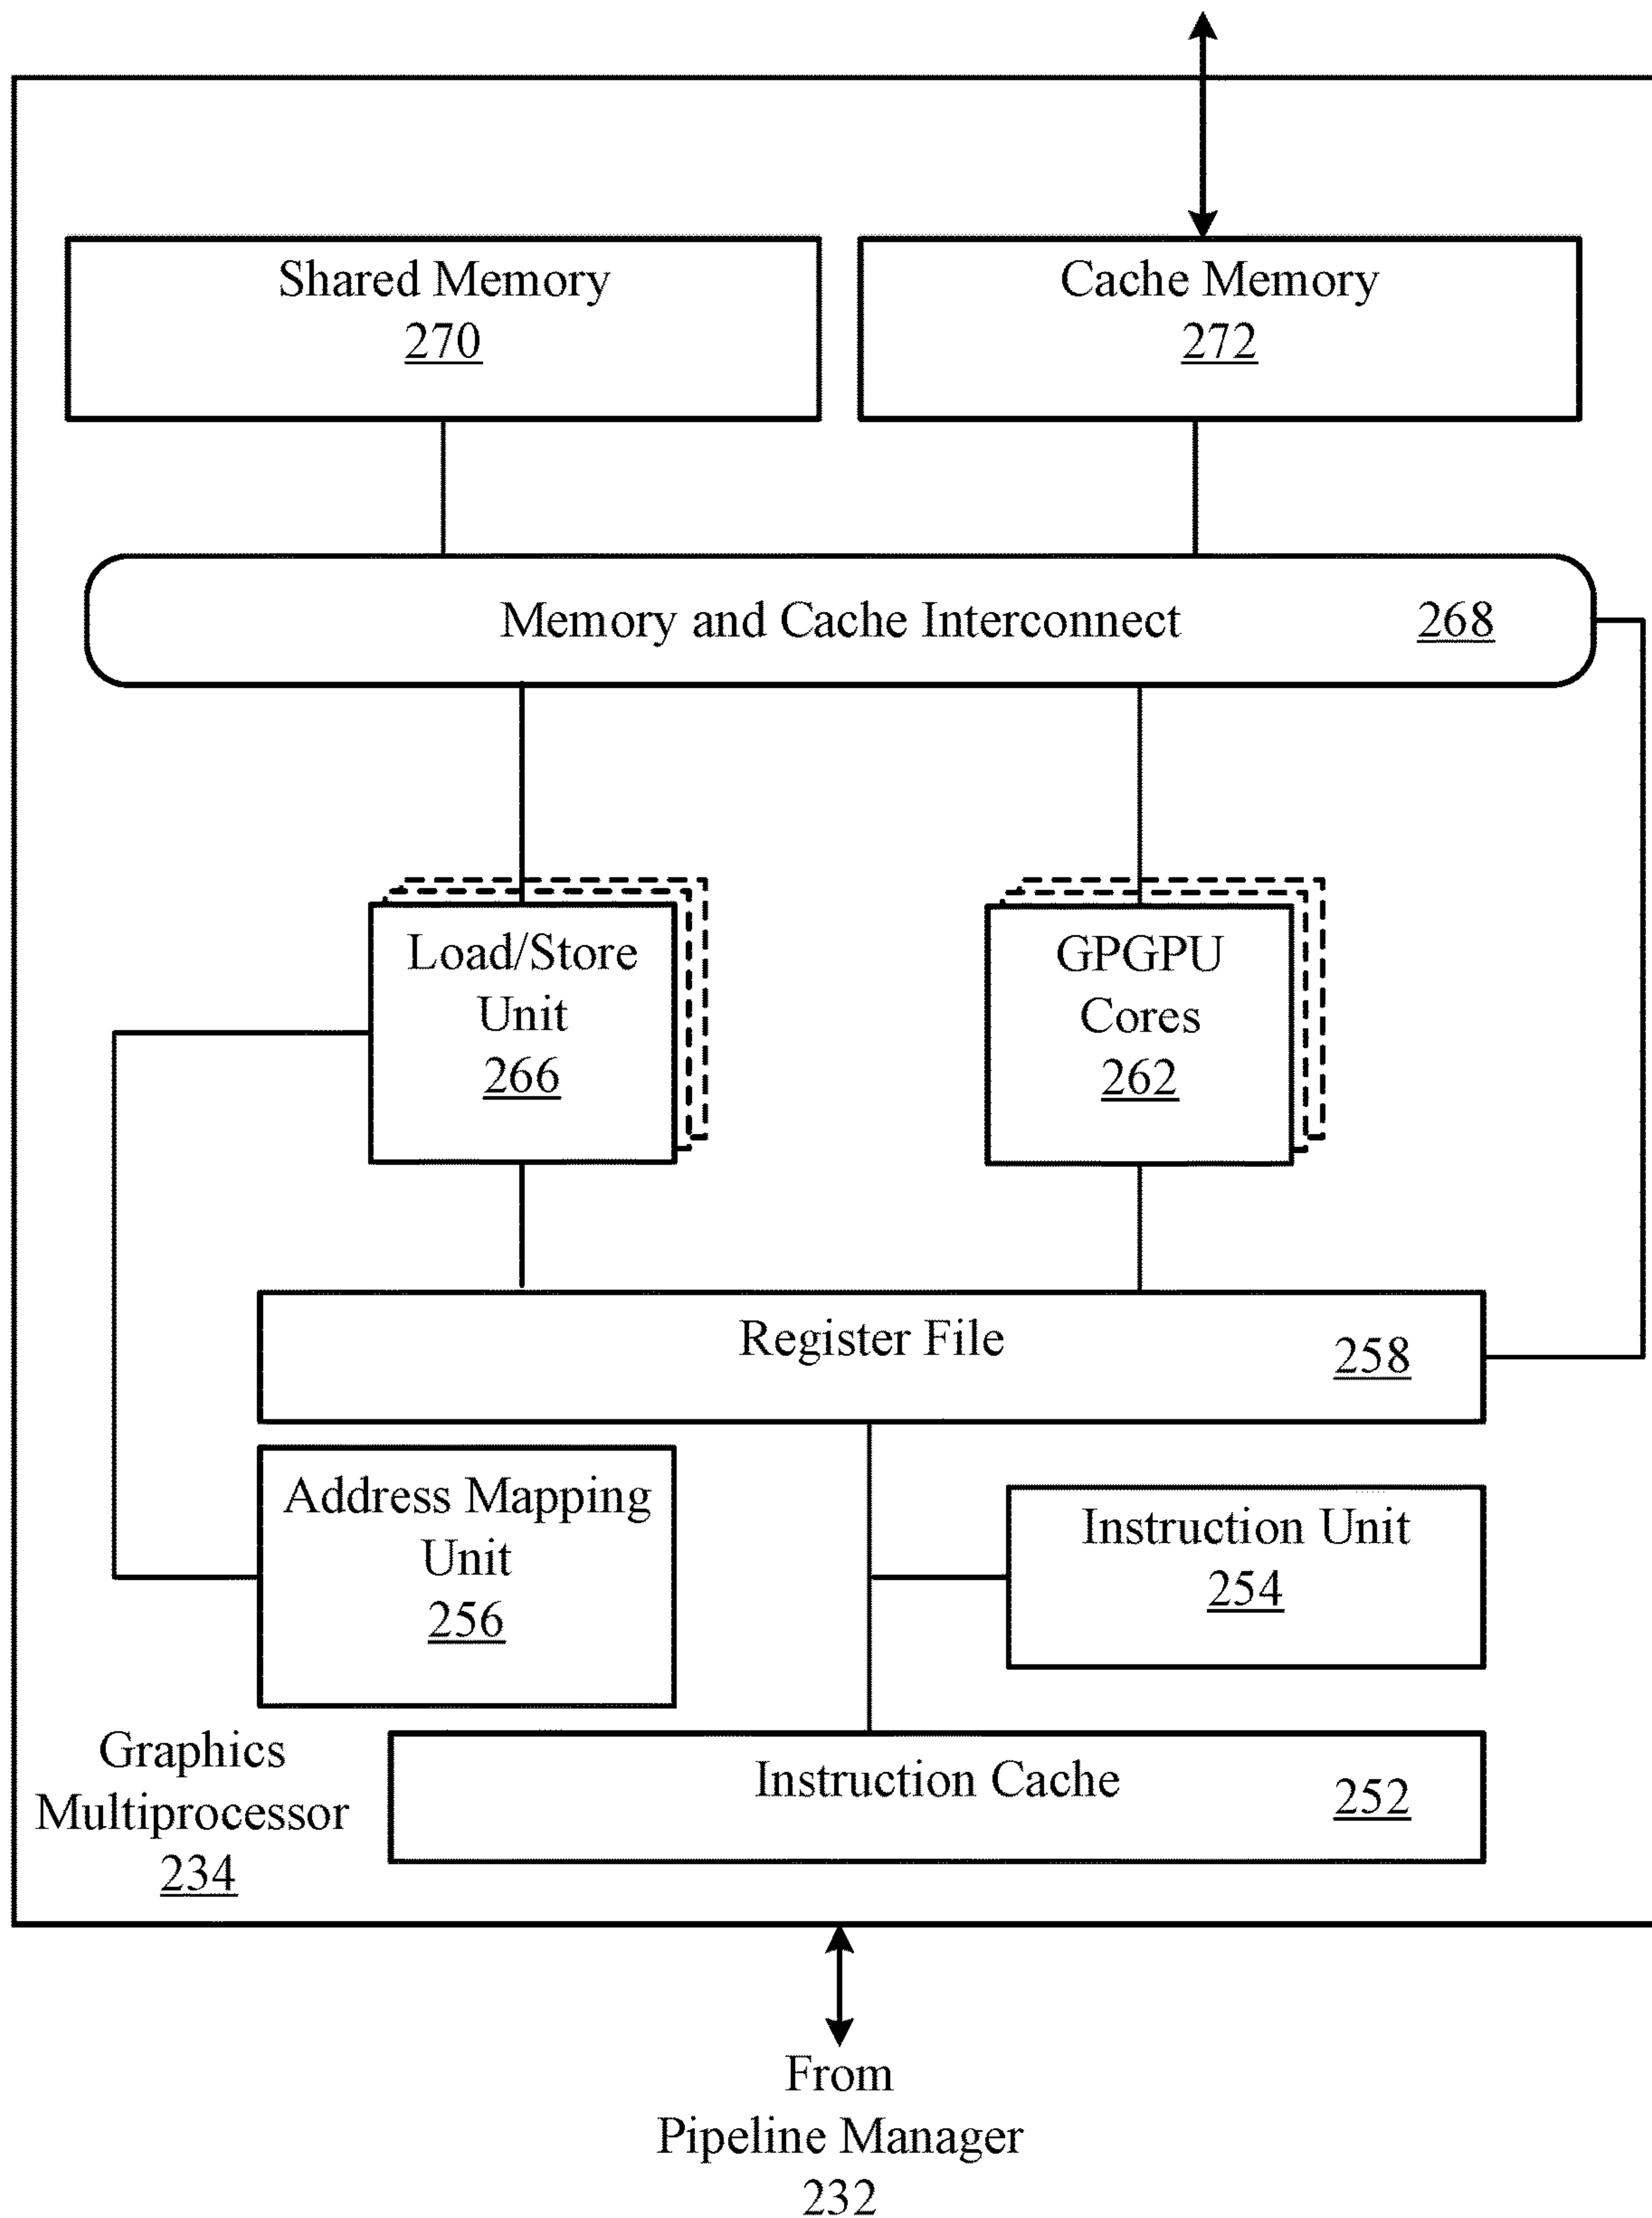 Shared Memory
270
Cache Memory
272
Memory and Cache Interconnect 268
Load/Store
Unit
266
GPGPU
Cores
262
Register File 258
Address Mapping
Unit
256
Instruction Unit
254
Graphics
Multiprocessor
234
Instruction Cache 252
From
Pipeline Manager
232